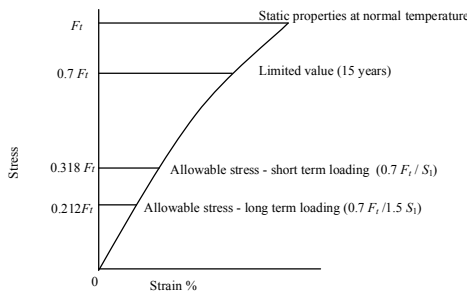 Static properties at normal temperature
Ft
0.7 Ft
Limited value (15 years)
Stress
0.318 Ft
Allowable stress - short term loading (0.7 Ft / S1)
0.212Ft
Allowable stress - long term loading (0.7 Ft /1.5 S1)
0
Strain %